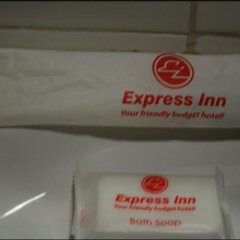 Express Inn
Your friendly budget hotel!
Express Inn
Your friendly budget hotel!
Bath Soap